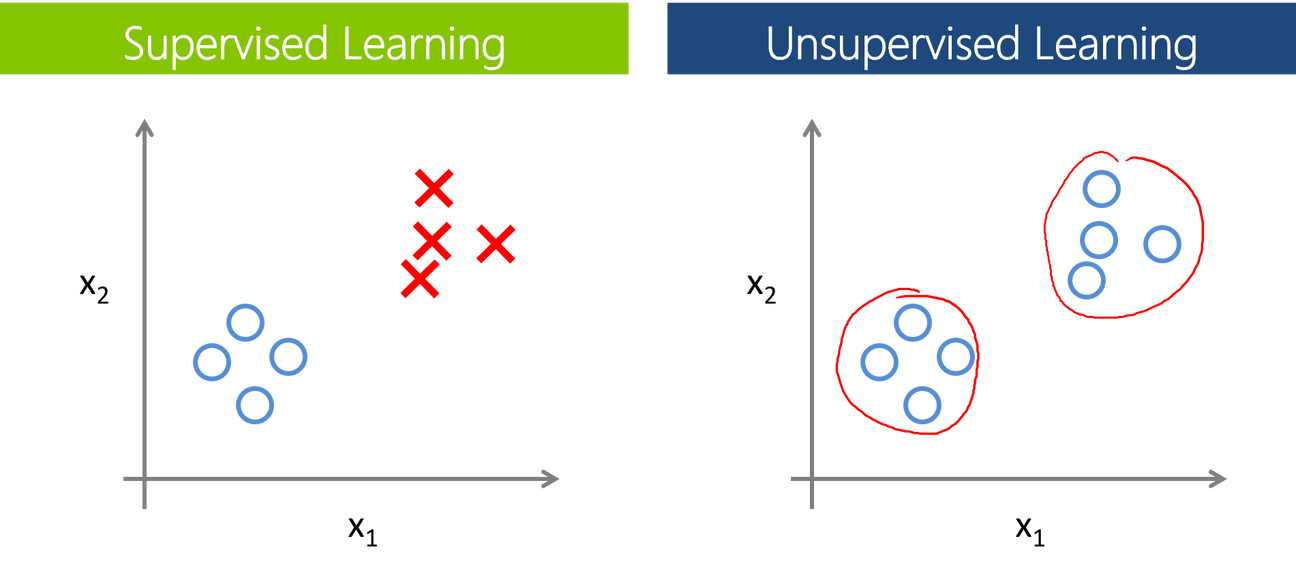 Supervised Learning
Unsupervised Learning
x₂
x₁
x₂
x₁